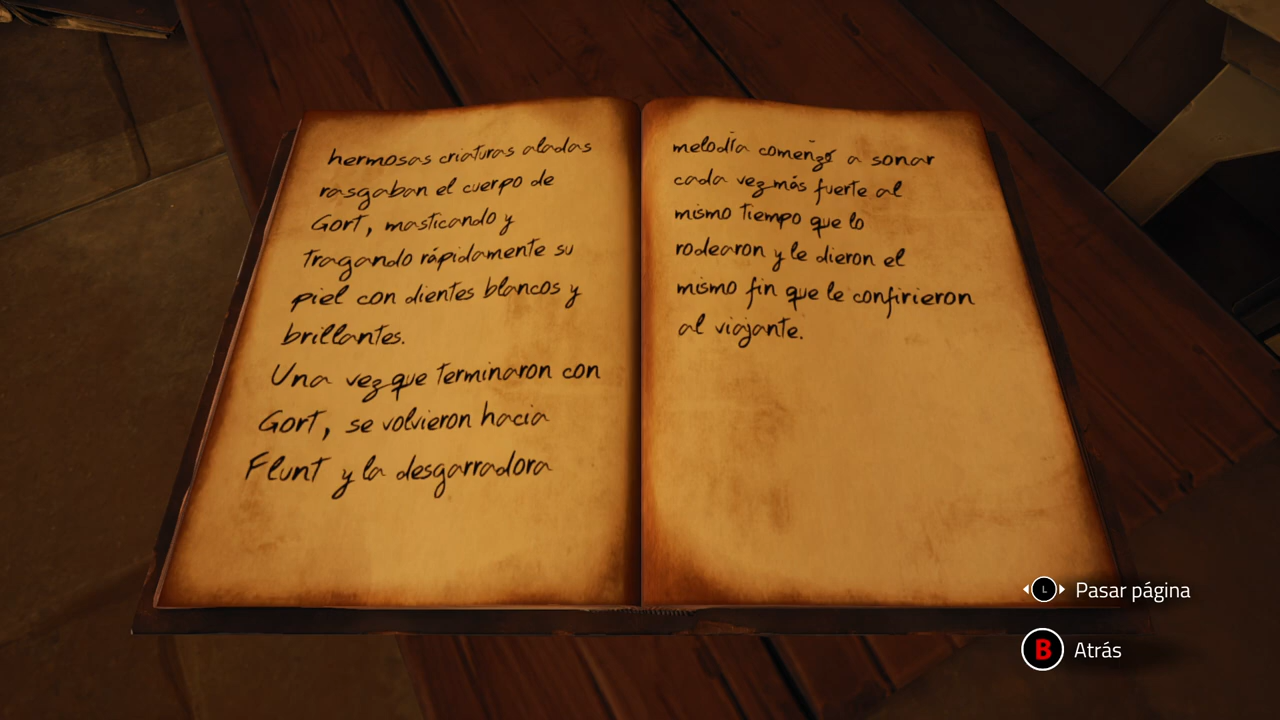 hermosas criaturas aladas
rasgaban el cuerpo de
Gort, masticando y
tragando rápidamente su
piel con dientes blancos y
brillantes.
Una vez que terminaron con
Gort, se volvieron hacia
Flunt y la desgarradora
melodía comenzó a sonar
cada vez más fuerte al
mismo tiempo que lo
rodearon y le dieron el
mismo fin que le confirieron
al viajante.
L Pasar página
B Atrás